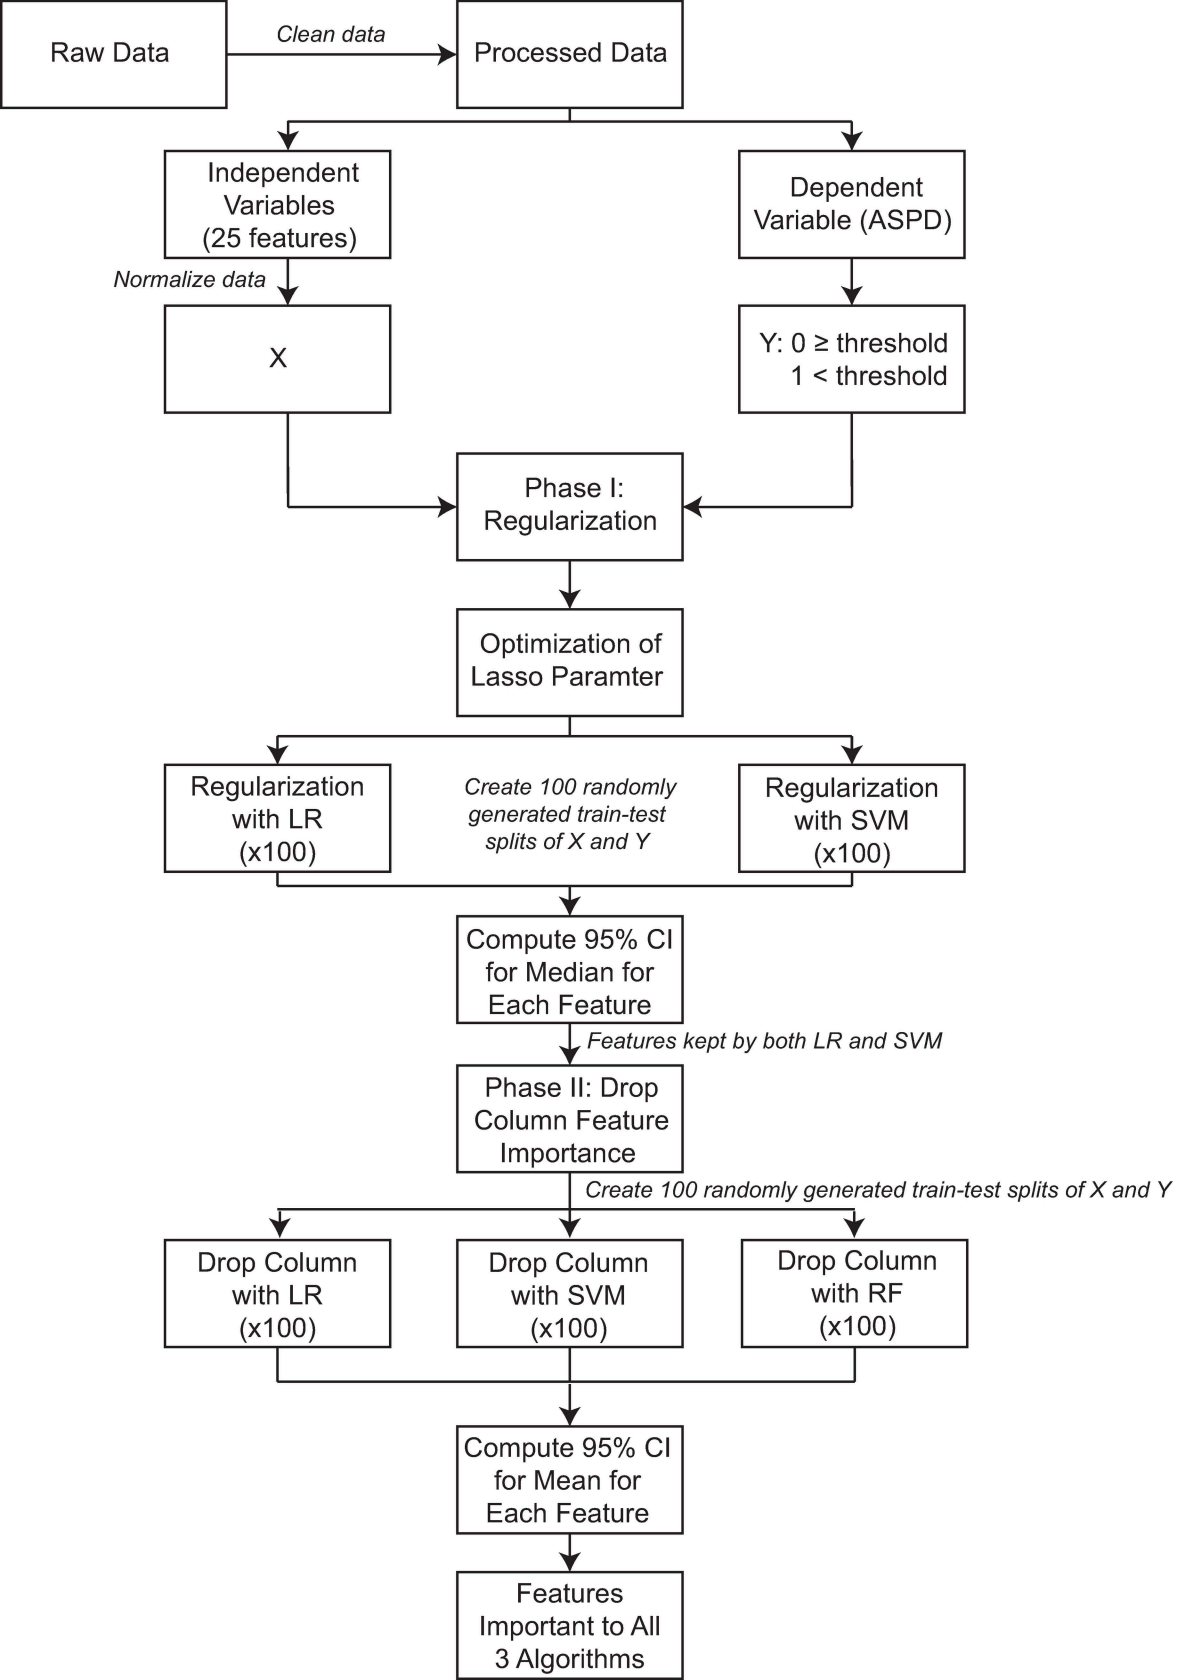 Raw Data
Clean data
Processed Data
Independent
Variables
(25 features)
Dependent
Variable (ASPD)
Normalize data
X
Y: 0 ≥ threshold
1 < threshold
Phase I:
Regularization
Optimization of
Lasso Paramter
Regularization
with LR
(x100)
Create 100 randomly
generated train-test
splits of X and Y
Regularization
with SVM
(x100)
Compute 95% CI
for Median for
Each Feature
Features kept by both LR and SVM
Phase II: Drop
Column Feature
Importance
Create 100 randomly generated train-test splits of X and Y
Drop Column
with LR
(x100)
Drop Column
with SVM
(x100)
Drop Column
with RF
(x100)
Compute 95% CI
for Mean for
Each Feature
Features
Important to All
3 Algorithms